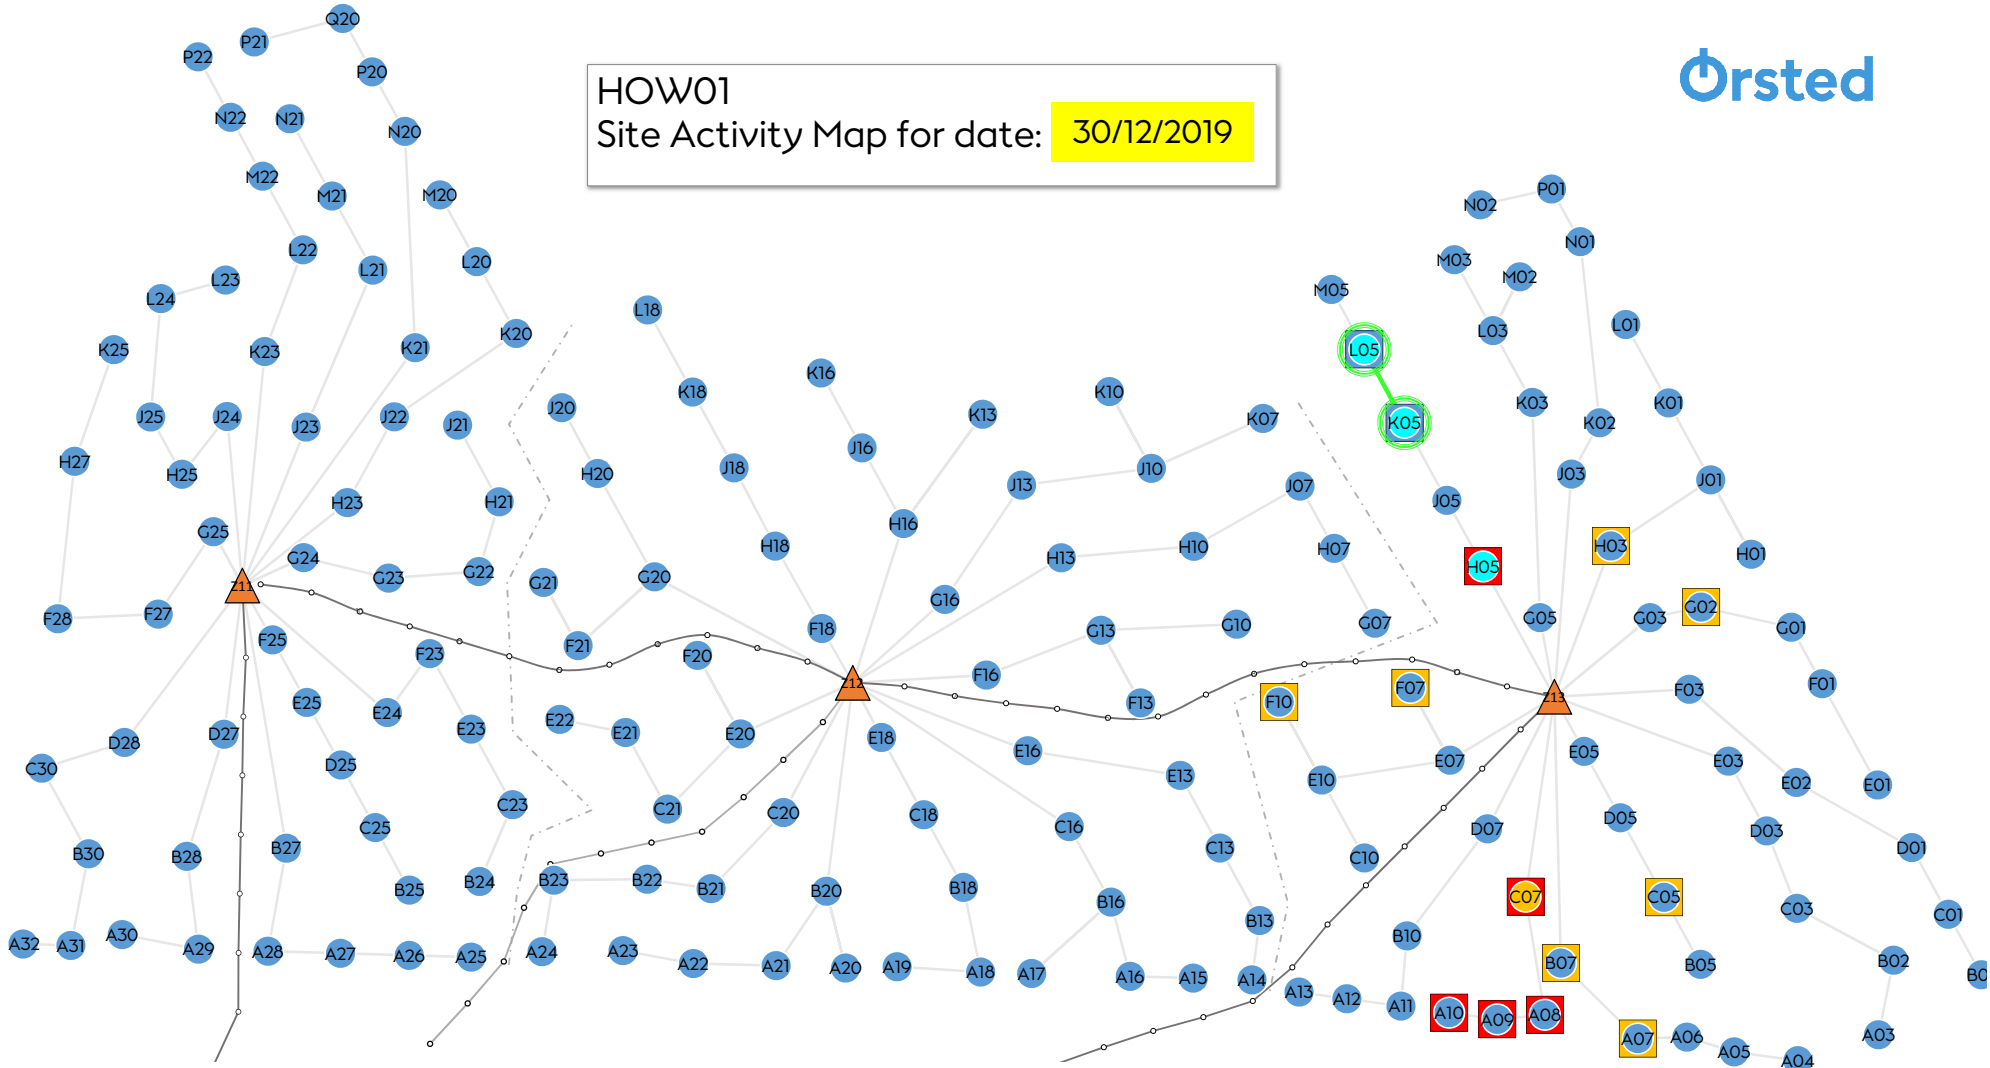 Q20
P21
P22
P20
HOW01
Site Activity Map for date: 30/12/2019
Ørsted
N22
N21
N20
M22
M21
M20
P01
N02
L22
L21
L20
N01
M03
M02
L24
L23
M05
L18
K25
K23
K21
K20
L05
L03
L01
K16
K18
K10
J25
J24
J23
J22
J21
J20
K13
K07
K05
K03
K02
K01
H27
H25
J18
J16
J13
J10
H20
J07
J05
J03
J01
H23
H21
G25
H18
H16
H13
H10
H07
H05
H03
H01
G24
G23
G22
G21
G20
Z11
F28
F27
G16
F25
F23
F21
F20
F18
G13
G10
G07
G05
G03
G02
G01
Z12
F16
F13
F10
F07
Z13
F03
F01
E25
E24
E23
E22
E21
E20
E18
E16
E13
E10
E07
E05
E03
E02
E01
D28
D27
C30
D25
C25
C23
C21
C20
C18
C16
C13
C10
D07
D05
D03
D01
B30
B28
B27
B25
B24
B23
B22
B21
B20
B18
B16
B13
B10
C07
C05
C03
C01
A32
A31
A30
A29
A28
A27
A26
A25
A24
A23
A22
A21
A20
A19
A18
A17
A16
A15
A14
A13
A12
A11
A10
A09
A08
B07
B05
B02
B0
A07
A06
A05
A04
A03